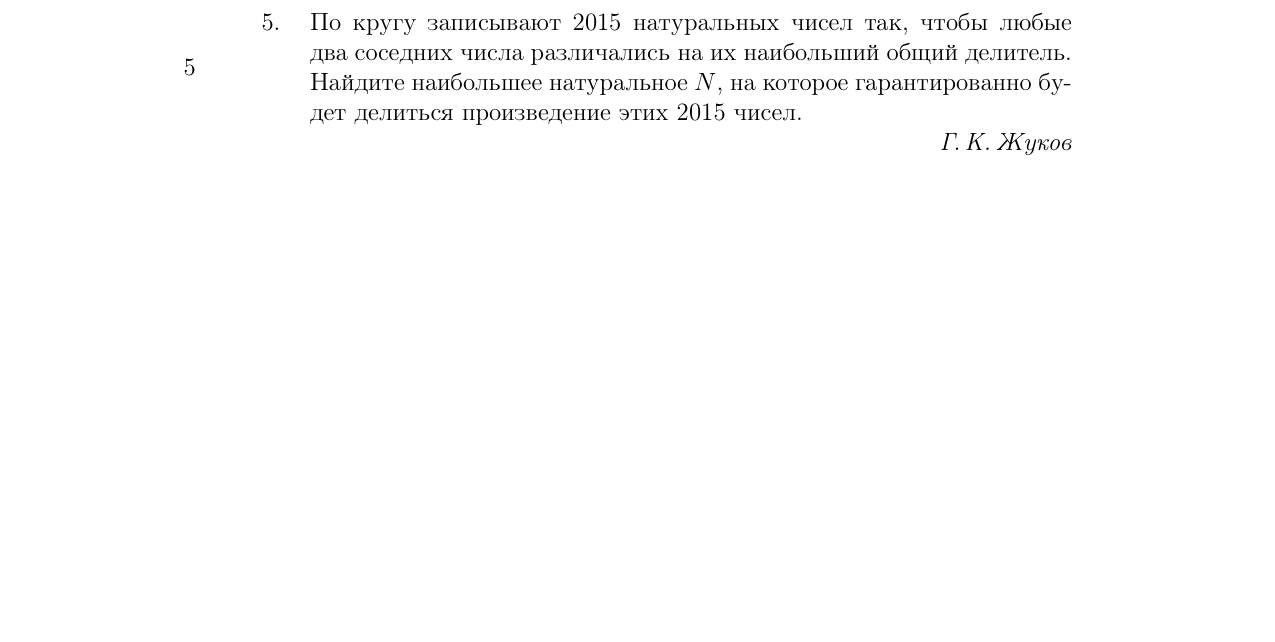 5. По кругу записывают 2015 натуральных чисел так, чтобы любые
два соседних числа различались на их наибольший общий делитель.
5
Найдите наибольшее натуральное N, на которое гарантированно бу-
дет делиться произведение этих 2015 чисел.
Г. К. Жуков